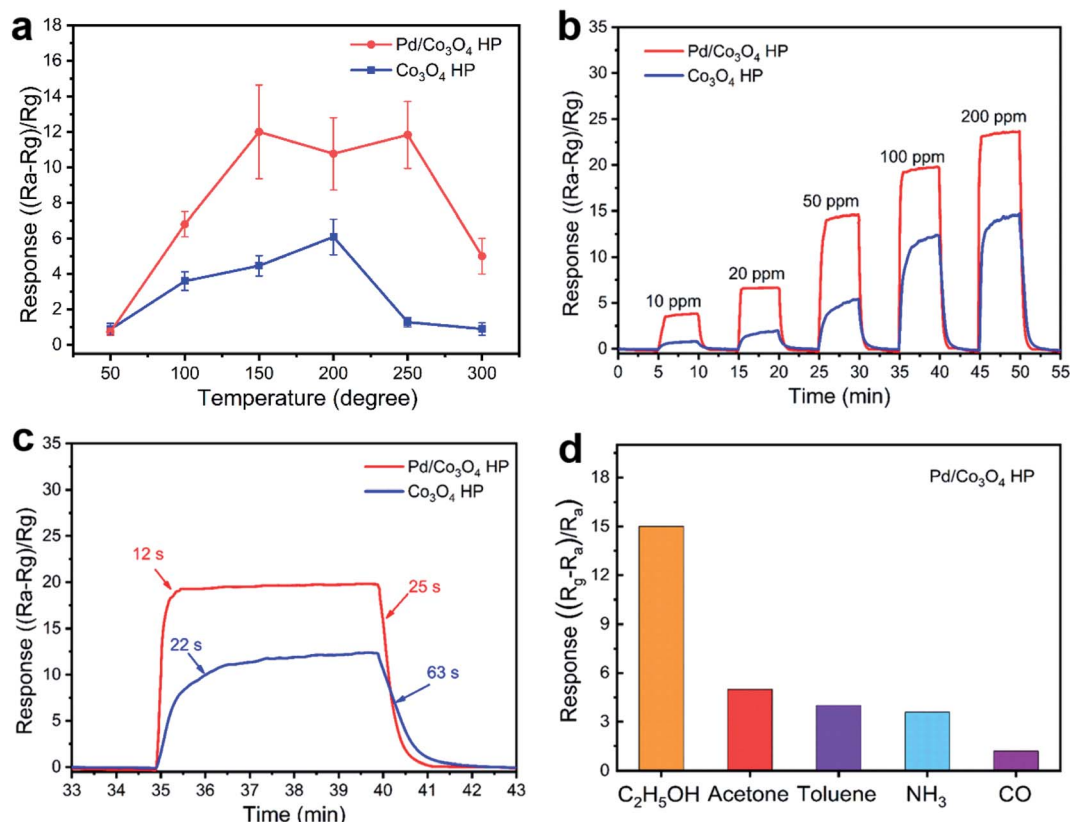 a
Response ((Ra-Rg)/Rg)
18
16
14
12
10
8
6
4
2
0
Pd/Co₃O₄ HP
Co₃O₄ HP
50 100 150 200 250 300
Temperature (degree)
b
Response ((Ra-Rg)/Rg)
35
30
25
20
15
10
5
0
Pd/Co₃O₄ HP
Co₃O₄ HP
10 ppm
20 ppm
50 ppm
100 ppm
200 ppm
0 5 10 15 20 25 30 35 40 45 50 55
Time (min)
c
Response ((Ra-Rg)/Rg)
35
30
25
20
15
10
5
0
Pd/Co₃O₄ HP
Co₃O₄ HP
12 s
25 s
22 s
63 s
33 34 35 36 37 38 39 40 41 42 43
Time (min)
d
Response ((R_g-R_a)/R_a)
18
15
12
9
6
3
0
Pd/Co₃O₄ HP
C₂H₅OH Acetone Toluene NH₃ CO